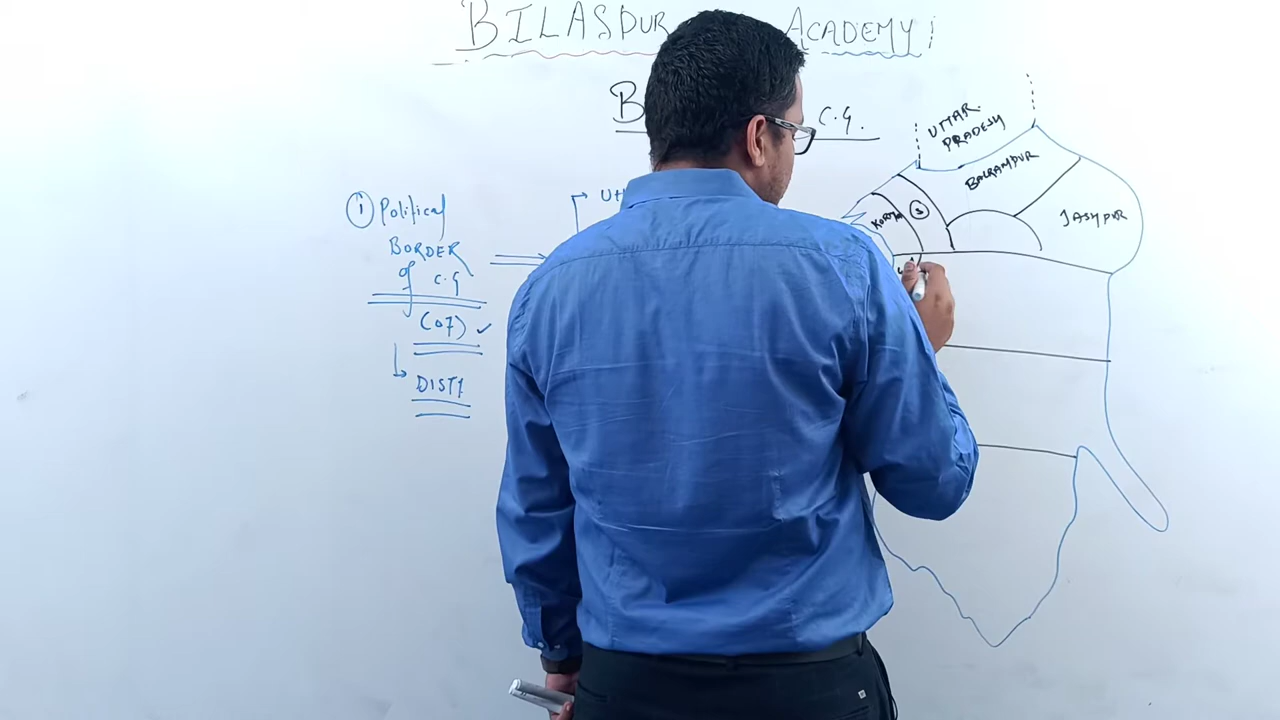 BILASPUR ACADEMY
B C.G.
① Political
BORDER
of C.G
(07) ✓
DIST?
UTTAR
PRADESH
BALRAMPUR
JASHPUR
KORIYA